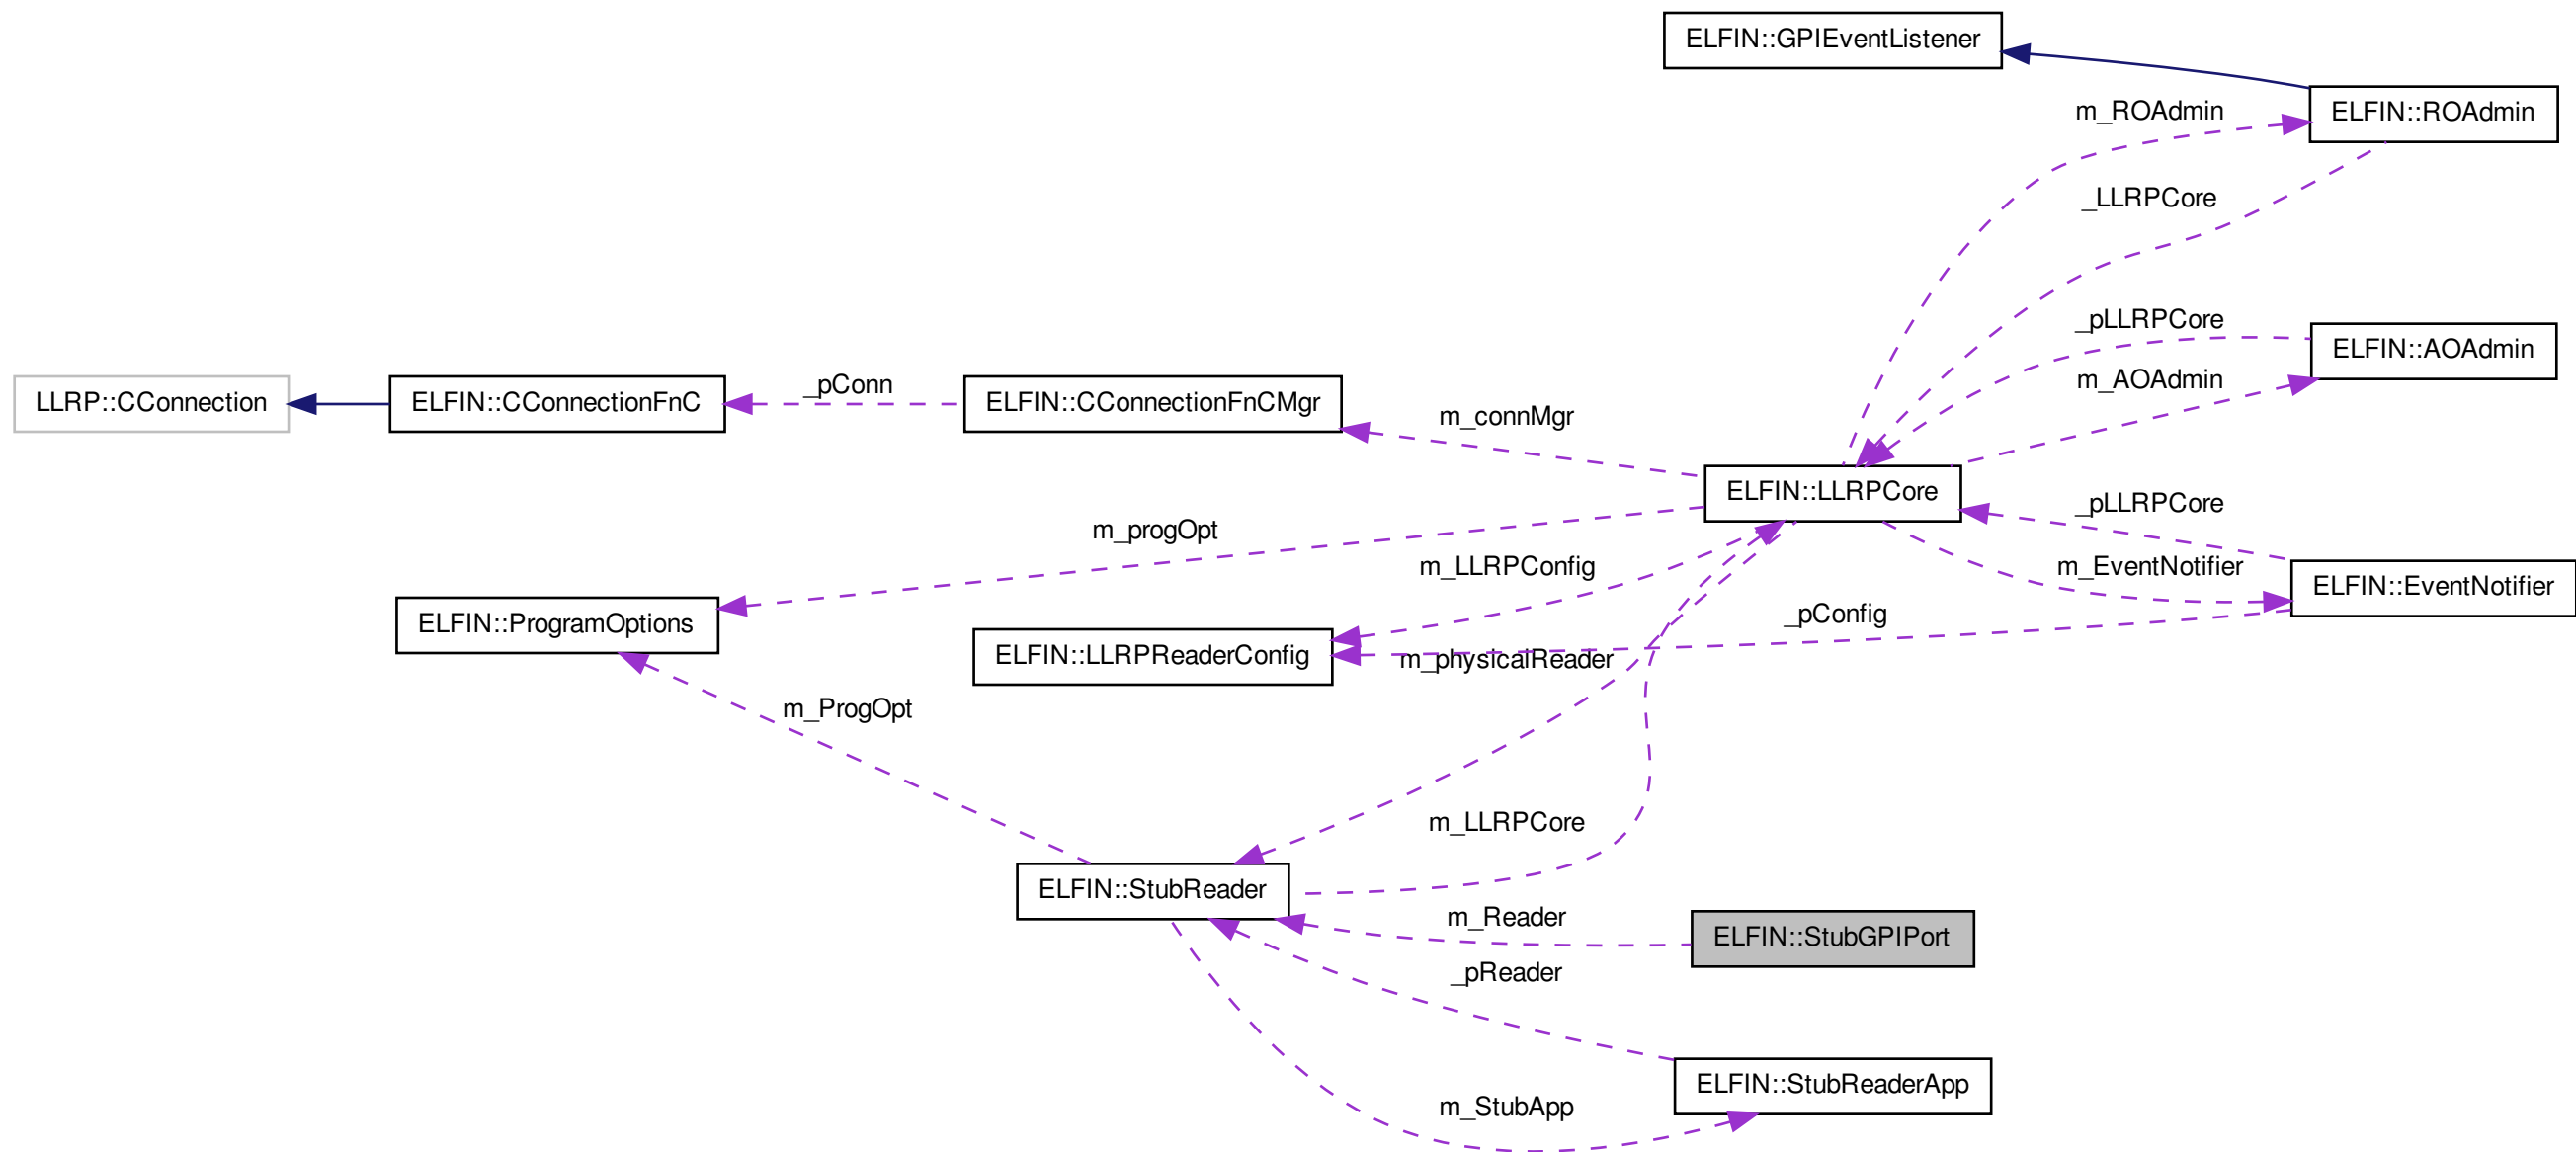 ELFIN::GPIEventListener
ELFIN::ROAdmin
m_ROAdmin
_LLRPCore
_pLLRPCore
ELFIN::AOAdmin
m_AOAdmin
LLRP::CConnection
ELFIN::CConnectionFnC
_pConn
ELFIN::CConnectionFnCMgr
m_connMgr
ELFIN::LLRPCore
_pLLRPCore
m_progOpt
m_LLRPConfig
m_EventNotifier
ELFIN::EventNotifier
_pConfig
ELFIN::ProgramOptions
ELFIN::LLRPReaderConfig
m_physicalReader
m_ProgOpt
m_LLRPCore
ELFIN::StubReader
m_Reader
ELFIN::StubGPIPort
_pReader
ELFIN::StubReaderApp
m_StubApp